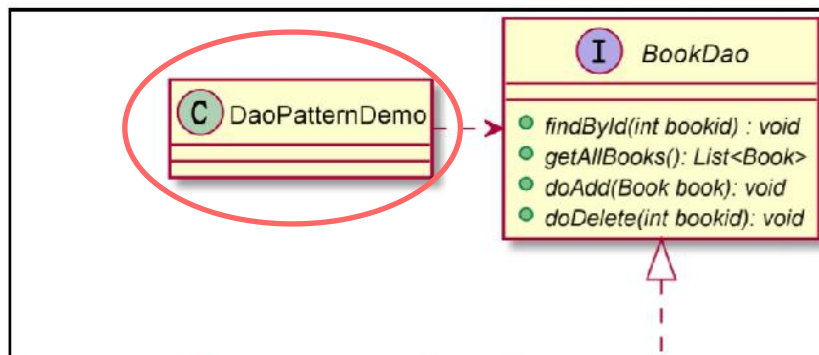 C DaoPatternDemo
I BookDao
findById(int bookid) : void
getAllBooks(): List<Book>
doAdd(Book book): void
doDelete(int bookid): void